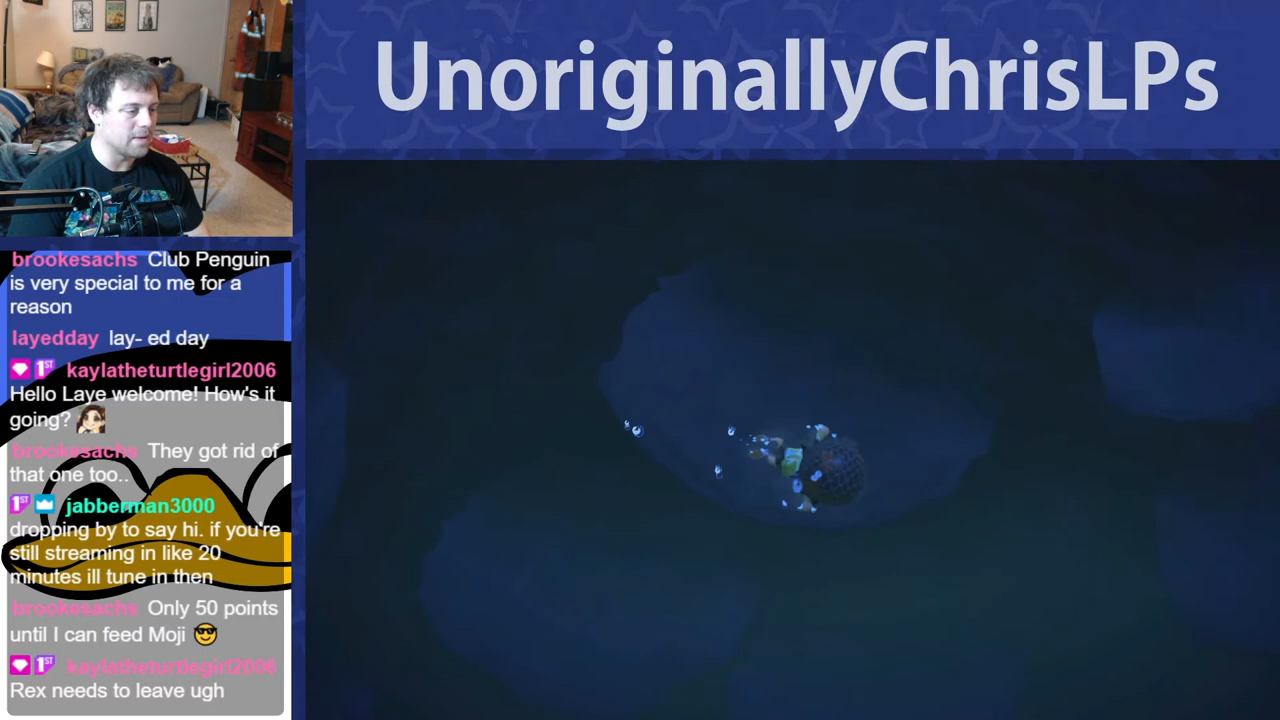 UnoriginallyChrisLPs
brookesachs Club Penguin
is very special to me for a
reason
layedday lay- ed day
1ST kaylatheturtlegirl2006
Hello Laye welcome! How's it
going?
brookesachs They got rid of
that one too..
1ST jabberman3000
dropping by to say hi. if you're
still streaming in like 20
minutes ill tune in then
brookesachs Only 50 points
until I can feed Moji 😎
1ST kaylatheturtlegirl2006
Rex needs to leave ugh